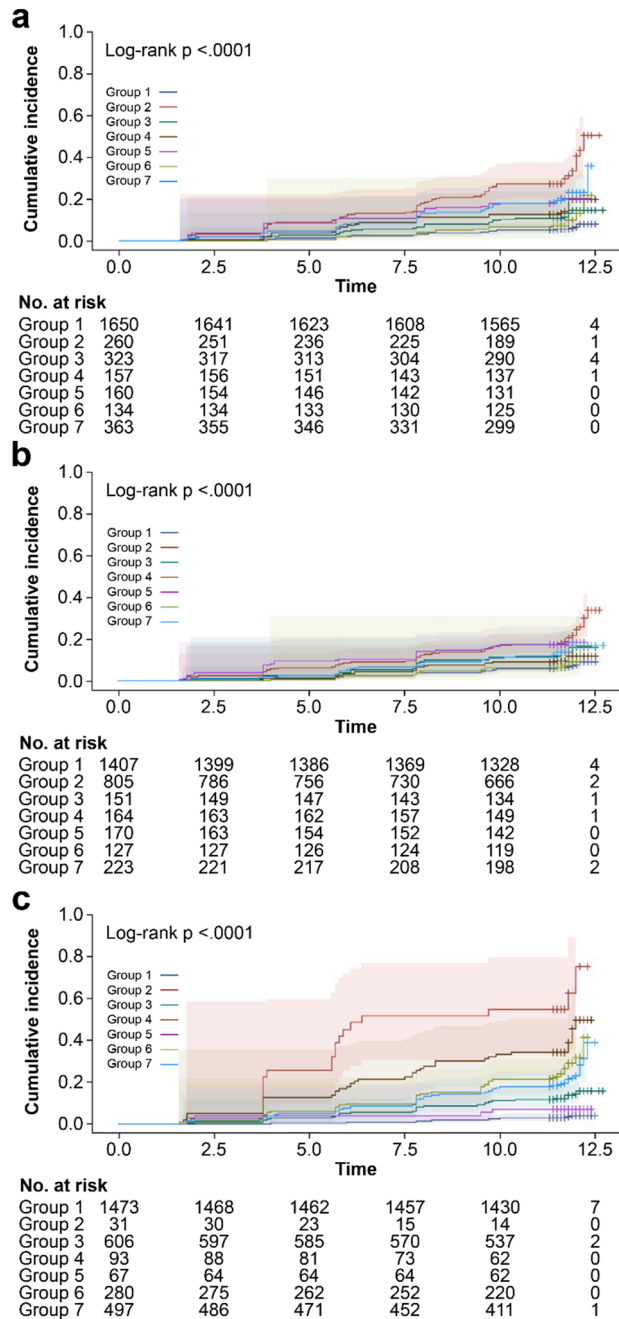 a
Log-rank p <.0001
Cumulative incidence
1.0
0.8
0.6
0.4
0.2
0.0
Group 1
Group 2
Group 3
Group 4
Group 5
Group 6
Group 7
0.0 2.5 5.0 7.5 10.0 12.5
Time
No. at risk
Group 1 1650 1641 1623 1608 1565 4
Group 2 260 251 236 225 189 1
Group 3 323 317 313 304 290 4
Group 4 157 156 151 143 137 1
Group 5 160 154 146 142 131 0
Group 6 134 134 133 130 125 0
Group 7 363 355 346 331 299 0
b
Log-rank p <.0001
Cumulative incidence
1.0
0.8
0.6
0.4
0.2
0.0
Group 1
Group 2
Group 3
Group 4
Group 5
Group 6
Group 7
0.0 2.5 5.0 7.5 10.0 12.5
Time
No. at risk
Group 1 1407 1399 1386 1369 1328 4
Group 2 805 786 756 730 666 2
Group 3 151 149 147 143 134 1
Group 4 164 163 162 157 149 1
Group 5 170 163 154 152 142 0
Group 6 127 127 126 124 119 0
Group 7 223 221 217 208 198 2
c
Log-rank p <.0001
Cumulative incidence
1.0
0.8
0.6
0.4
0.2
0.0
Group 1
Group 2
Group 3
Group 4
Group 5
Group 6
Group 7
0.0 2.5 5.0 7.5 10.0 12.5
Time
No. at risk
Group 1 1473 1468 1462 1457 1430 7
Group 2 31 30 23 15 14 0
Group 3 606 597 585 570 537 2
Group 4 93 88 81 73 62 0
Group 5 67 64 64 64 62 0
Group 6 280 275 262 252 220 0
Group 7 497 486 471 452 411 1